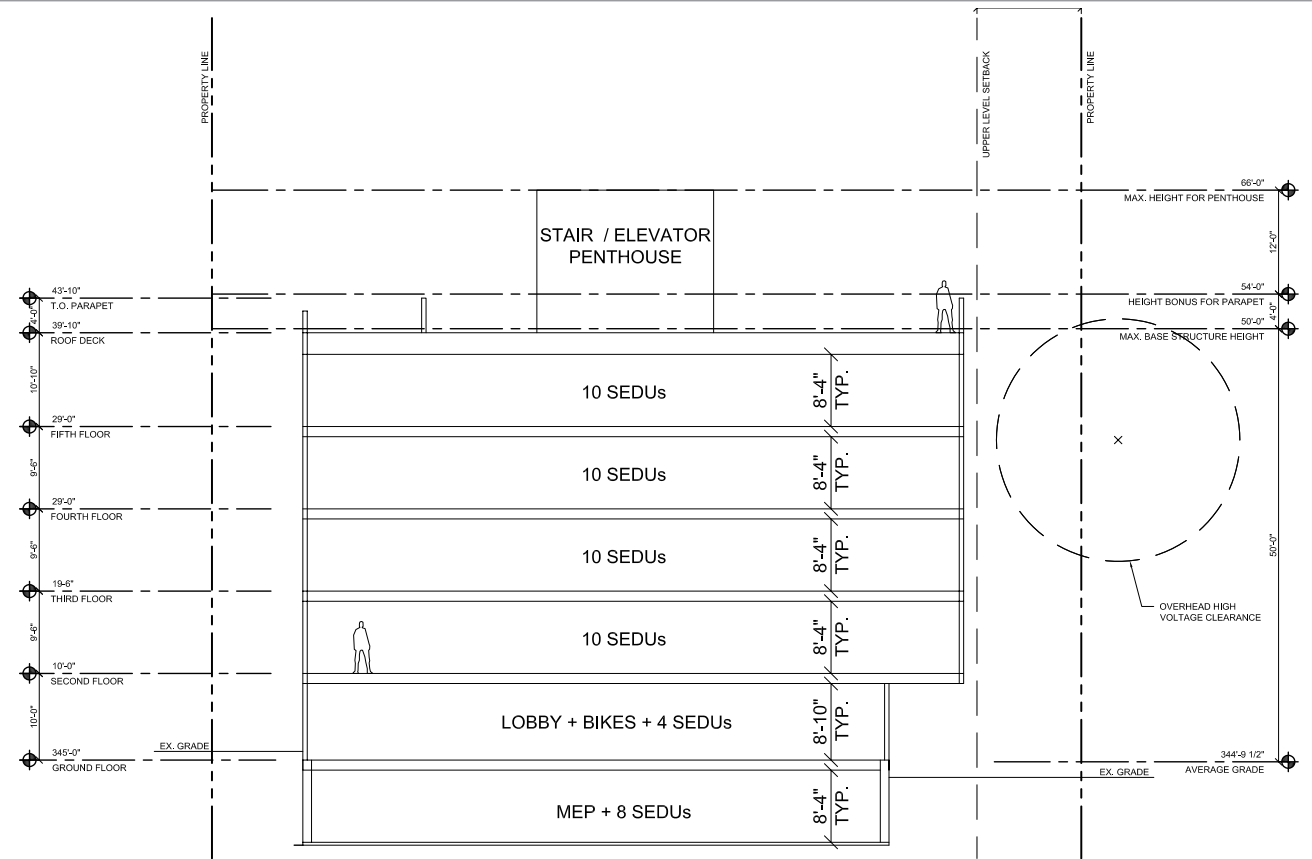 PROPERTY LINE
UPPER LEVEL SETBACK
PROPERTY LINE
66'-0"
MAX. HEIGHT FOR PENTHOUSE
12'-0"
STAIR / ELEVATOR
PENTHOUSE
43'-10"
T.O. PARAPET
4'-0"
54'-0"
HEIGHT BONUS FOR PARAPET
4'-0"
39'-10"
ROOF DECK
50'-0"
MAX. BASE STRUCTURE HEIGHT
10'-10"
10 SEDUs
8'-4"
TYP.
29'-0"
FIFTH FLOOR
9'-6"
10 SEDUs
8'-4"
TYP.
29'-0"
FOURTH FLOOR
9'-6"
10 SEDUs
8'-4"
TYP.
50'-0"
19-6"
THIRD FLOOR
OVERHEAD HIGH
VOLTAGE CLEARANCE
9'-6"
10 SEDUs
8'-4"
TYP.
10'-0"
SECOND FLOOR
10'-0"
LOBBY + BIKES + 4 SEDUs
8'-10"
TYP.
EX. GRADE
345'-0"
GROUND FLOOR
344'-9 1/2"
AVERAGE GRADE
EX. GRADE
MEP + 8 SEDUs
8'-4"
TYP.